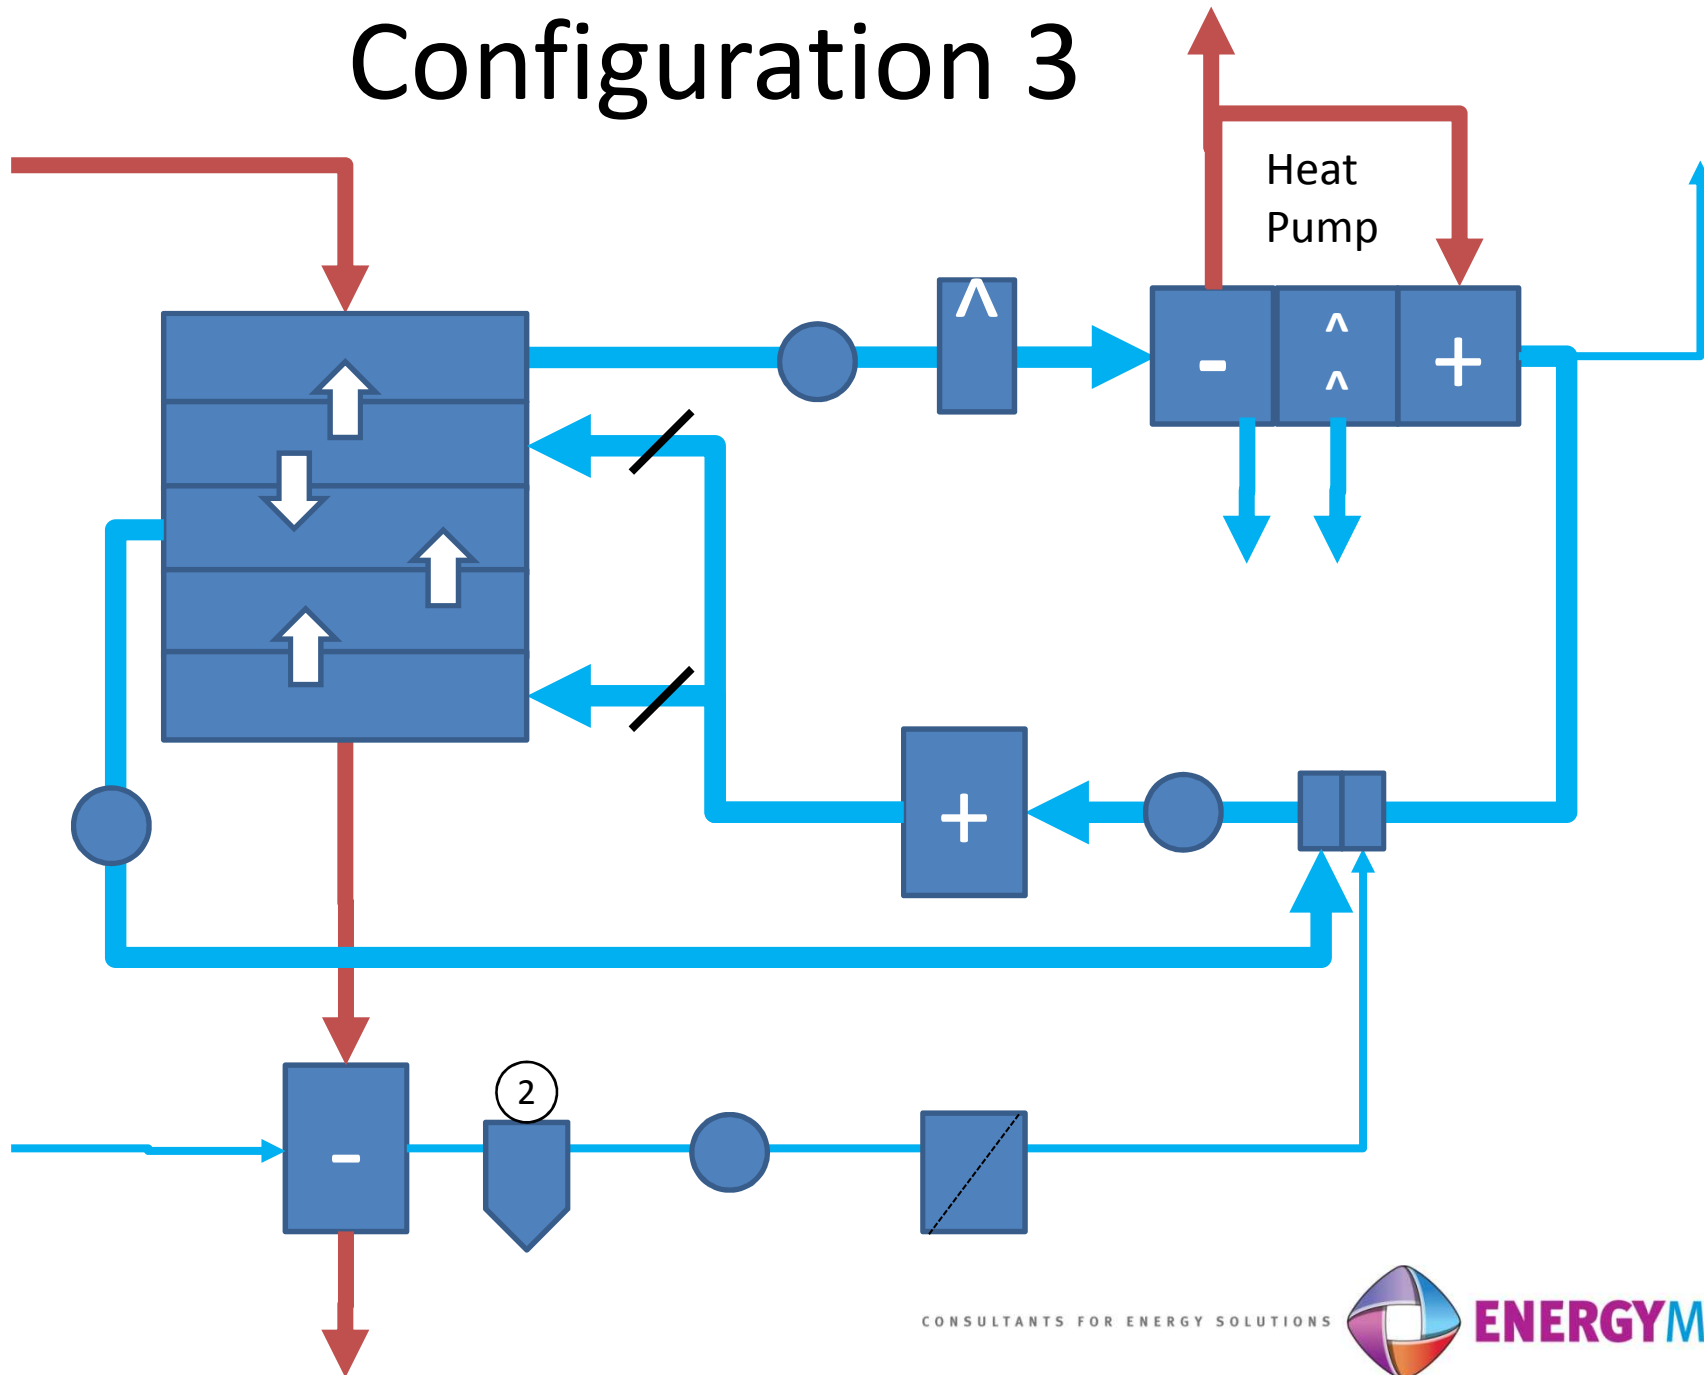 Configuration 3
Heat
Pump
^
-
^
^
+
+
-
2
CONSULTANTS FOR ENERGY SOLUTIONS
ENERGYM